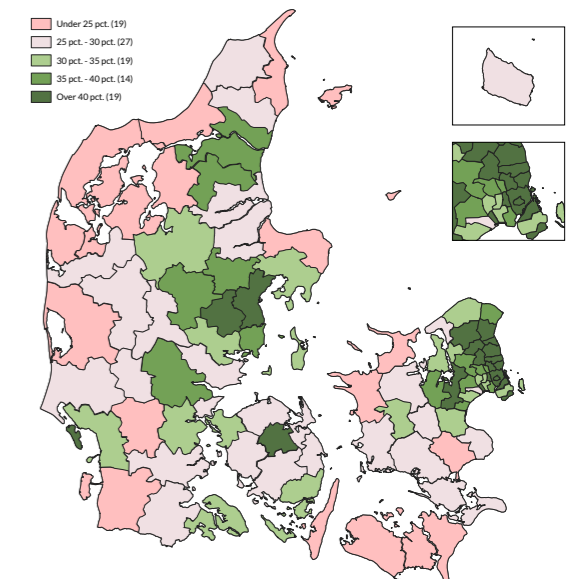 Under 25 pct. (19)
25 pct. - 30 pct. (27)
30 pct. - 35 pct. (19)
35 pct. - 40 pct. (14)
Over 40 pct. (19)